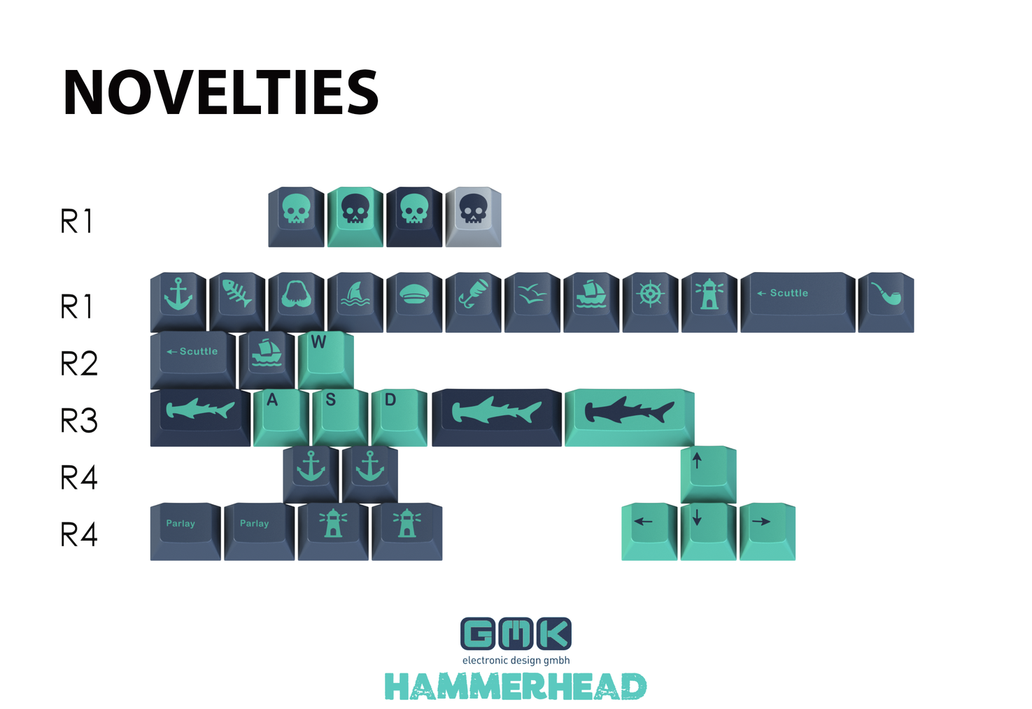 NOVELTIES
R1
R1
← Scuttle
R2
← Scuttle
W
R3
A
S
D
R4
↑
R4
Parlay
Parlay
←
↓
→
GMK
electronic design gmbh
HAMMERHEAD